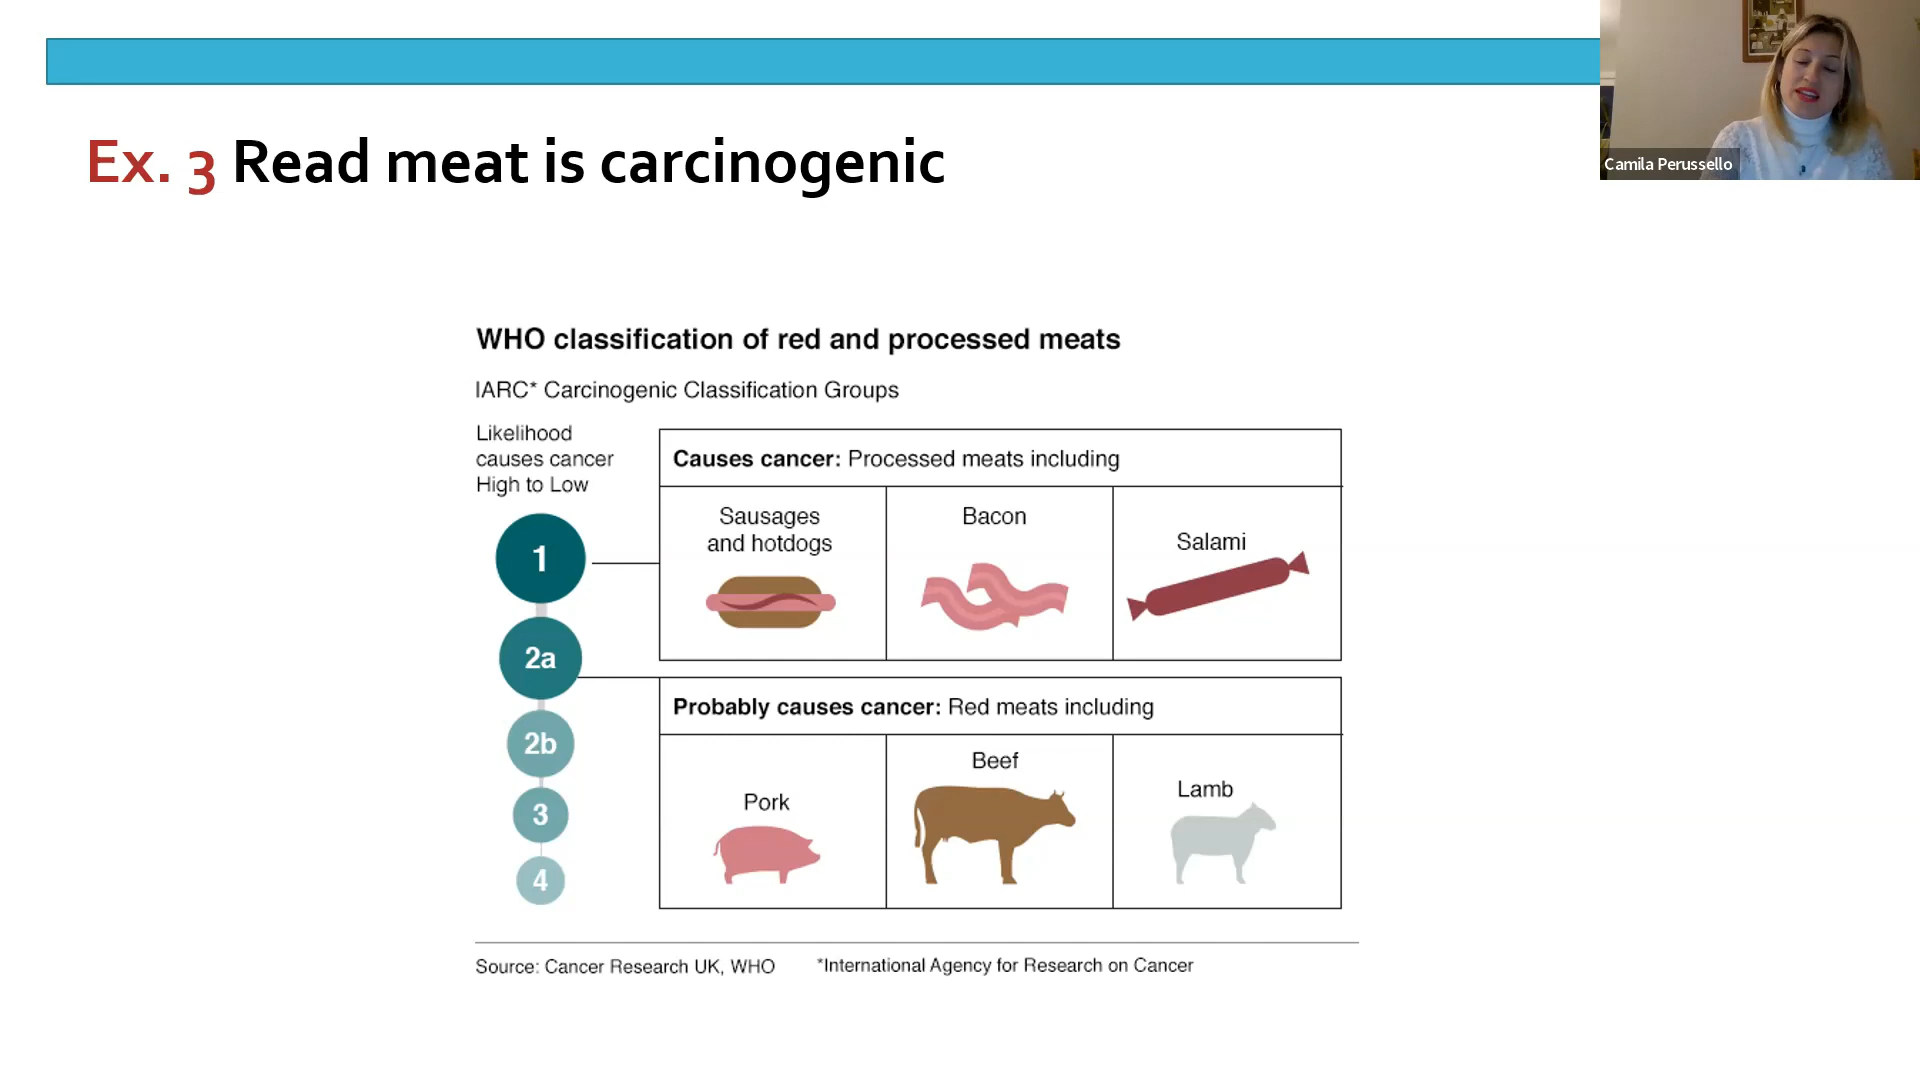 Ex. 3 Read meat is carcinogenic
Camila Perussello
WHO classification of red and processed meats
IARC* Carcinogenic Classification Groups
Likelihood
causes cancer
High to Low
1
2a
2b
3
4
Causes cancer: Processed meats including
Sausages
and hotdogs
Bacon
Salami
Probably causes cancer: Red meats including
Pork
Beef
Lamb
Source: Cancer Research UK, WHO
*International Agency for Research on Cancer